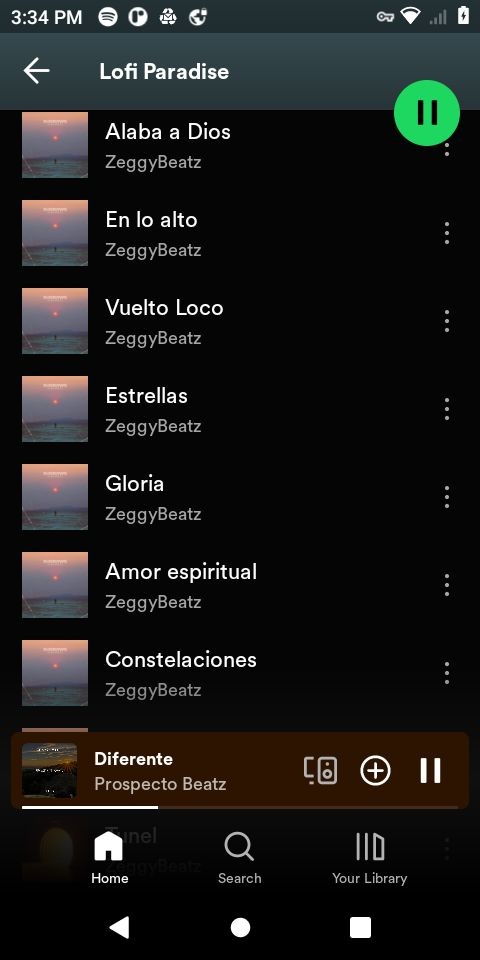 3:34 PM
Lofi Paradise
Alaba a Dios
ZeggyBeatz
En lo alto
ZeggyBeatz
Vuelto Loco
ZeggyBeatz
Estrellas
ZeggyBeatz
Gloria
ZeggyBeatz
Amor espiritual
ZeggyBeatz
Constelaciones
ZeggyBeatz
Diferente
Prospecto Beatz
Tunel
ZeggyBeatz
Home
Search
Your Library